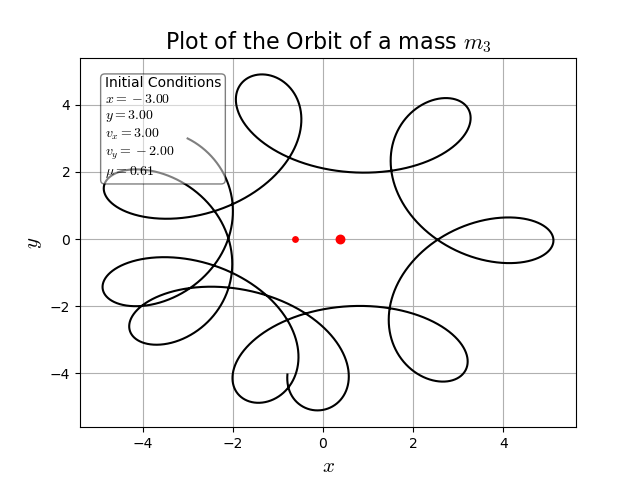 Plot of the Orbit of a mass m₃
Initial Conditions
x = −3.00
y = 3.00
vₓ = 3.00
v_y = −2.00
μ = 0.61
4
2
0
−2
−4
y
−4
−2
0
2
4
x